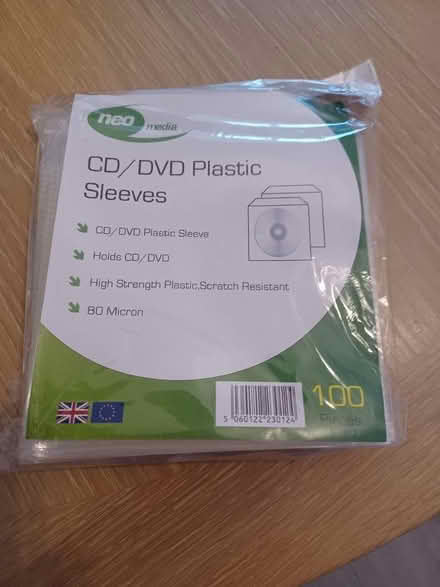 neo
media
CD/DVD Plastic
Sleeves
CD/DVD Plastic Sleeve
Holds CD/DVD
High Strength Plastic,Scratch Resistant
80 Micron
100
Pieces
5 060122 230124